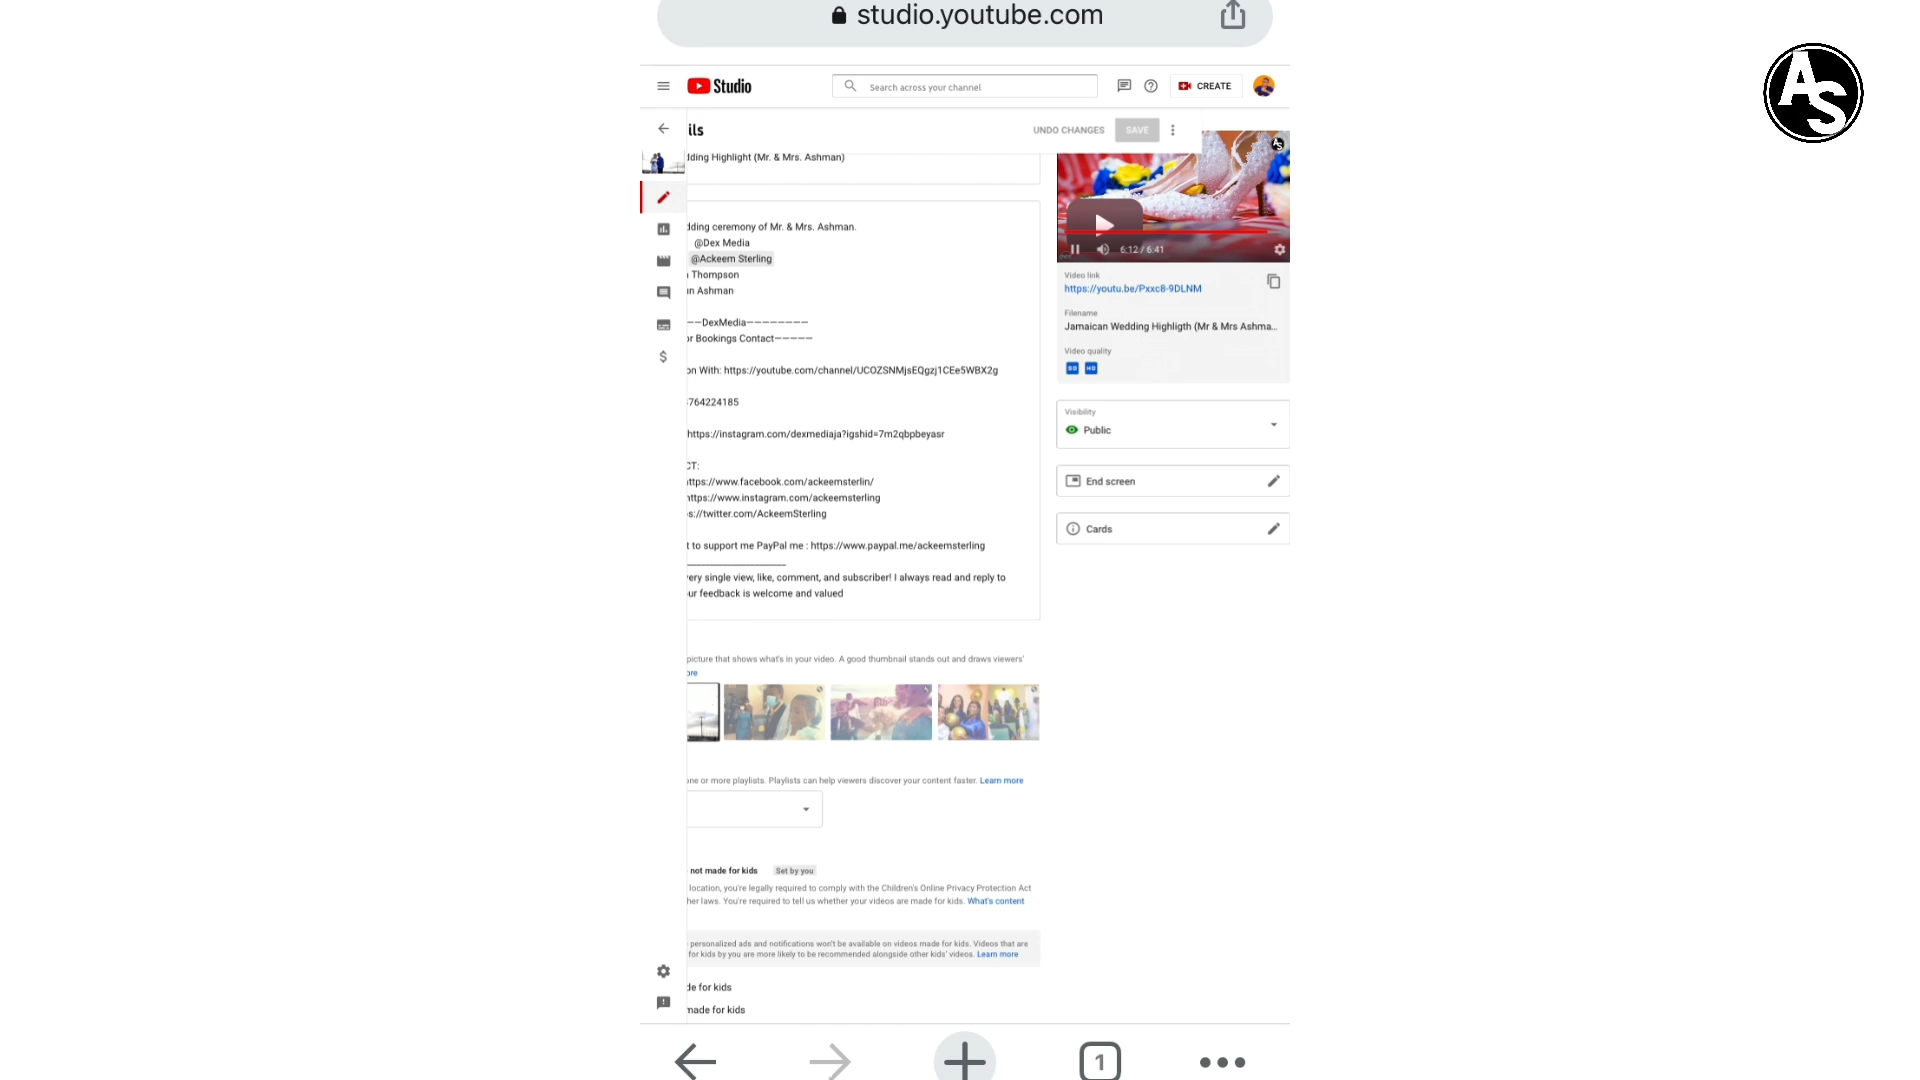 studio.youtube.com
Studio
Search across your channel
CREATE
AS
ils
UNDO CHANGES
SAVE
dding Highlight (Mr. & Mrs. Ashman)
dding ceremony of Mr. & Mrs. Ashman.
@Dex Media
@Ackeem Sterling
Thompson
un Ashman
——DexMedia————————
or Bookings Contact—————
on With: https://youtube.com/channel/UCOZSNMjsEQgzj1CEe5WBX2g
764224185
https://instagram.com/dexmediaja?igshid=7m2qbpbeyasr
CT:
ttps://www.facebook.com/ackeemsterlin/
https://www.instagram.com/ackeemsterling
s://twitter.com/AckeemSterling
t to support me PayPal me : https://www.paypal.me/ackeemsterling
very single view, like, comment, and subscriber! I always read and reply to
ur feedback is welcome and valued
picture that shows what's in your video. A good thumbnail stands out and draws viewers'
ore
one or more playlists. Playlists can help viewers discover your content faster. Learn more
not made for kids
Set by you
location, you're legally required to comply with the Children's Online Privacy Protection Act
her laws. You're required to tell us whether your videos are made for kids. What's content
personalized ads and notifications won't be available on videos made for kids. Videos that are
for kids by you are more likely to be recommended alongside other kids' videos. Learn more
de for kids
made for kids
6:12 / 6:41
Video link
https://youtu.be/Pxxc8-9DLNM
Filename
Jamaican Wedding Highligth (Mr & Mrs Ashma...
Video quality
SD HD
Visibility
Public
End screen
Cards
1